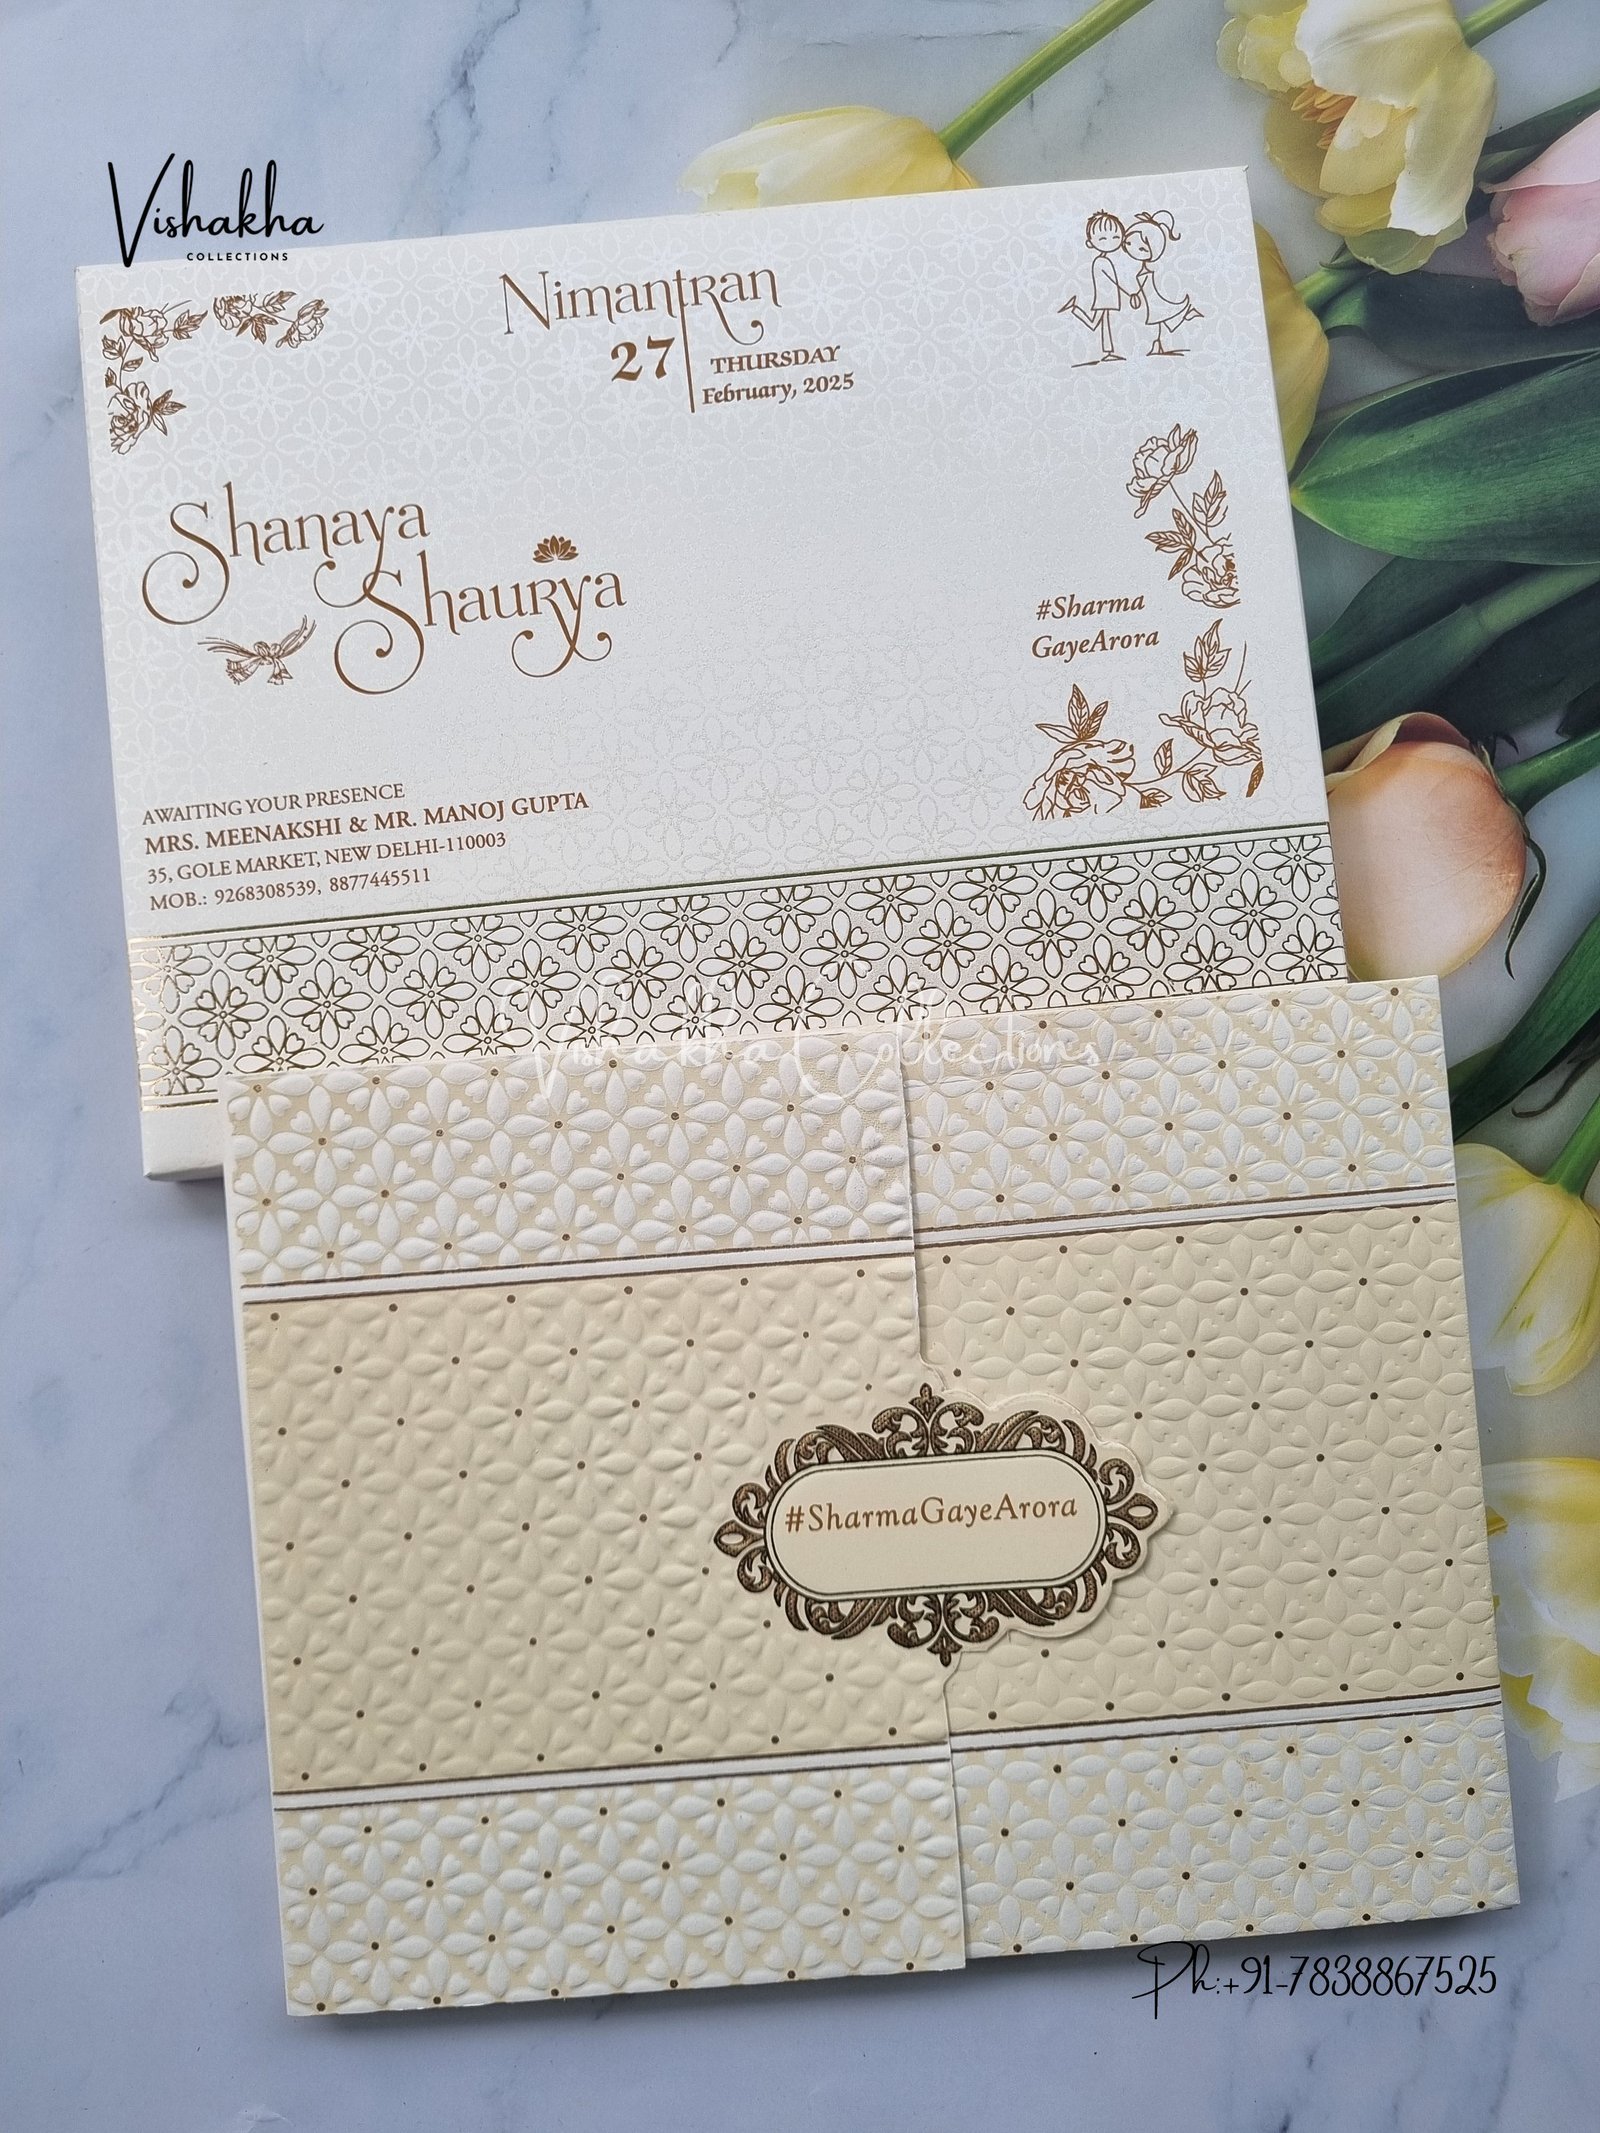 Vishakha
COLLECTIONS
Nimantran
27
THURSDAY
February, 2025
Shanaya
Shaurya
#Sharma
GayeArora
AWAITING YOUR PRESENCE
MRS. MEENAKSHI & MR. MANOJ GUPTA
35, GOLE MARKET, NEW DELHI-110003
MOB.: 9268308539, 8877445511
Vishakha Collections
#SharmaGayeArora
Ph:+91-7838867525